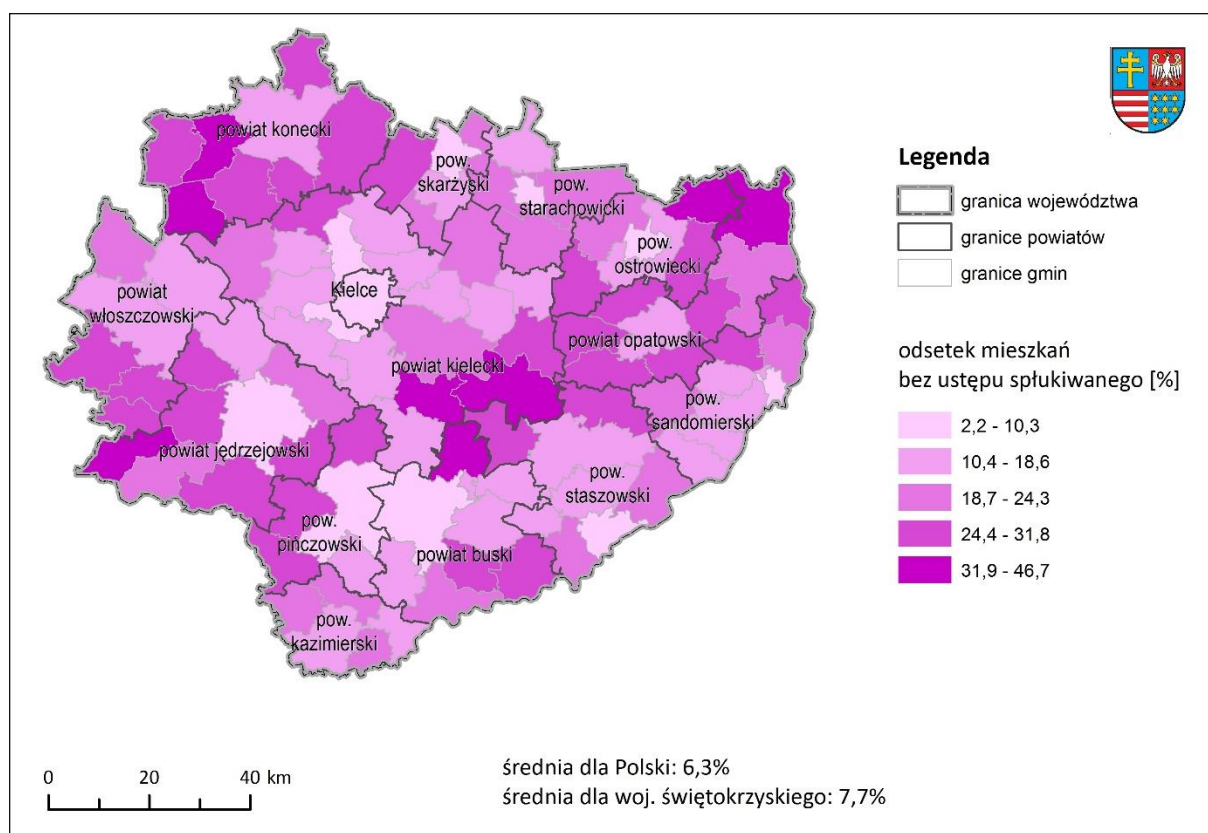 powiat konecki
pow.
skarżyski
pow.
starachowicki
pow.
ostrowiecki
powiat
włoszczowski
Kielce
powiat opatowski
powiat kielecki
pow.
sandomierski
powiat jędrzejowski
pow.
staszowski
pow.
pińczowski
powiat buski
pow.
kazimierski
Legenda
granica województwa
granice powiatów
granice gmin
odsetek mieszkań
bez ustępu spłukiwanego [%]
2,2 - 10,3
10,4 - 18,6
18,7 - 24,3
24,4 - 31,8
31,9 - 46,7
0 20 40 km
średnia dla Polski: 6,3%
średnia dla woj. świętokrzyskiego: 7,7%